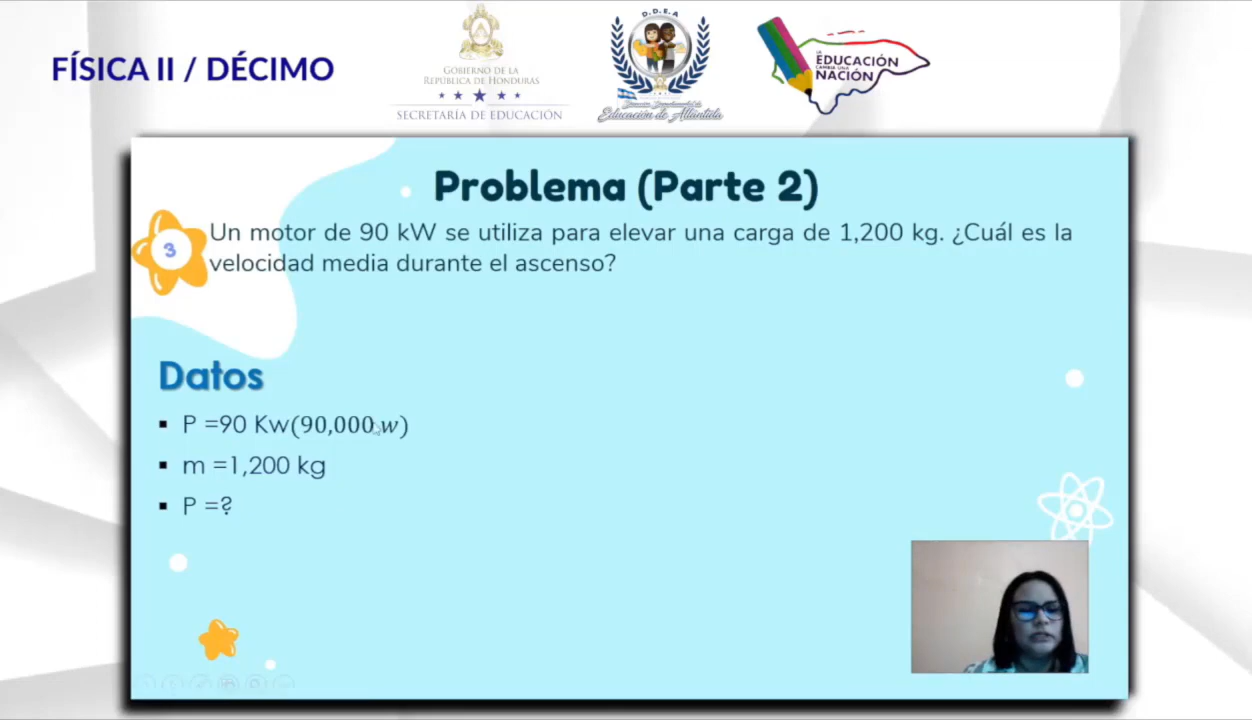 FÍSICA II / DÉCIMO
GOBIERNO DE LA
REPÚBLICA DE HONDURAS
SECRETARÍA DE EDUCACIÓN
D.D.E.A
Educación de Atlántida
LA
EDUCACIÓN
CAMBIA UNA
NACIÓN
Problema (Parte 2)
3
Un motor de 90 kW se utiliza para elevar una carga de 1,200 kg. ¿Cuál es la
velocidad media durante el ascenso?
Datos
▪ P =90 Kw(90,000w)
▪ m =1,200 kg
▪ P =?